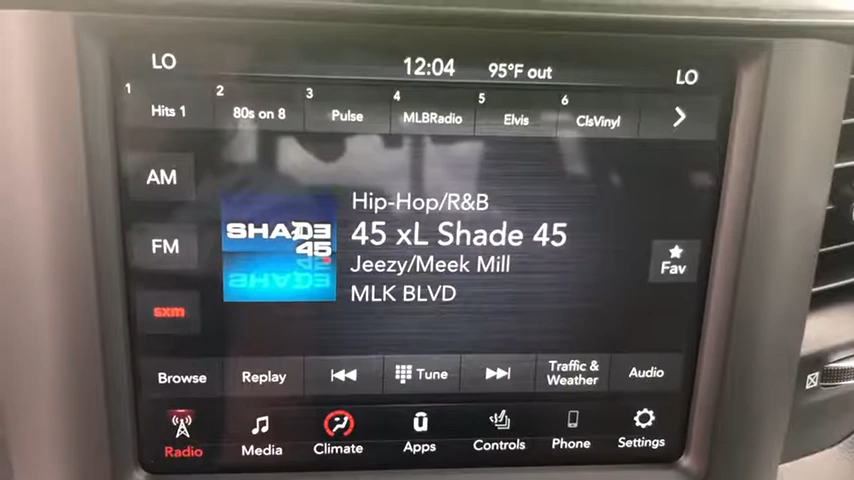 LO 12:04 95°F out LO
1 Hits 1 2 80s on 8 3 Pulse 4 MLBRadio 5 Elvis 6 ClsVinyl
AM
FM
sxm
SHADE
45
Hip-Hop/R&B
45 xL Shade 45
Jeezy/Meek Mill
MLK BLVD
Fav
Browse Replay Tune Traffic & Weather Audio
Radio Media Climate Apps Controls Phone Settings